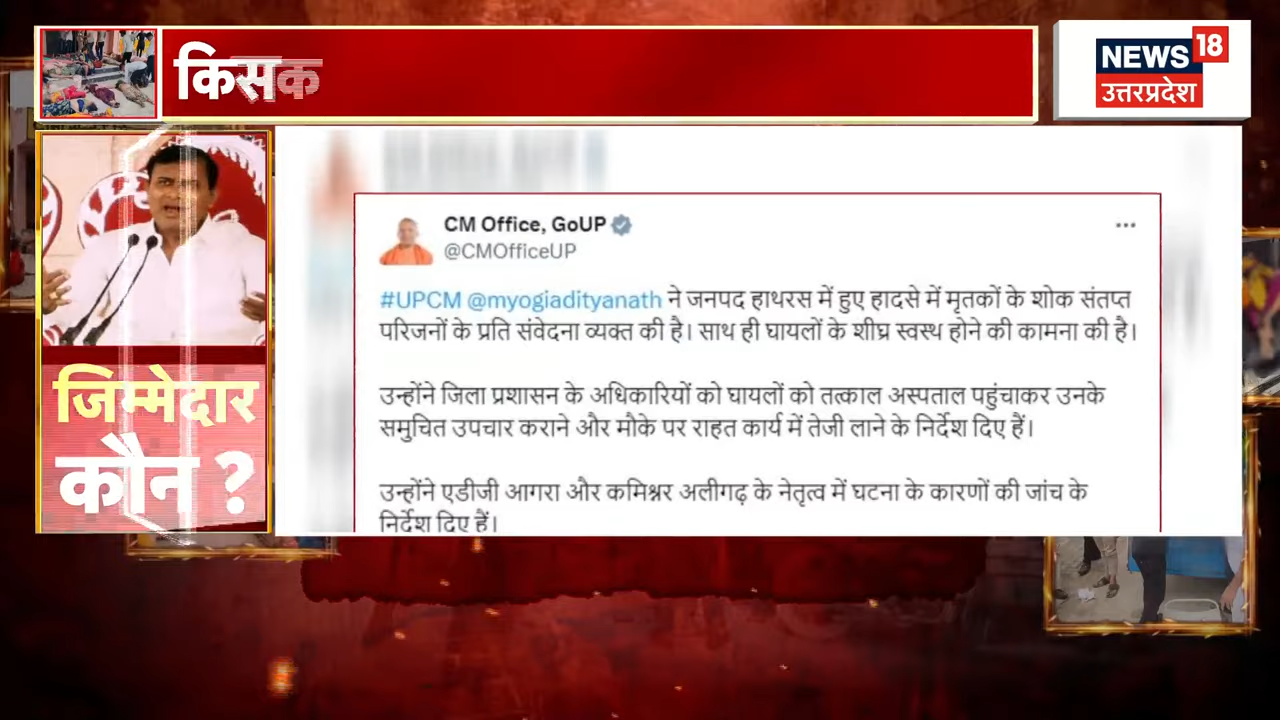 किसक
NEWS 18
उत्तरप्रदेश
CM Office, GoUP
@CMOfficeUP
#UPCM @myogiadityanath ने जनपद हाथरस में हुए हादसे में मृतकों के शोक संतप्त
परिजनों के प्रति संवेदना व्यक्त की है। साथ ही घायलों के शीघ्र स्वस्थ होने की कामना की है।
उन्होंने जिला प्रशासन के अधिकारियों को घायलों को तत्काल अस्पताल पहुंचाकर उनके
समुचित उपचार कराने और मौके पर राहत कार्य में तेजी लाने के निर्देश दिए हैं।
उन्होंने एडीजी आगरा और कमिश्नर अलीगढ़ के नेतृत्व में घटना के कारणों की जांच के
निर्देश दिए हैं।
जिम्मेदार
कौन ?